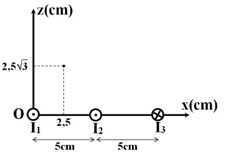 z(cm)
2,5√3
O
x(cm)
I₁
2,5
I₂
I₃
5cm
5cm